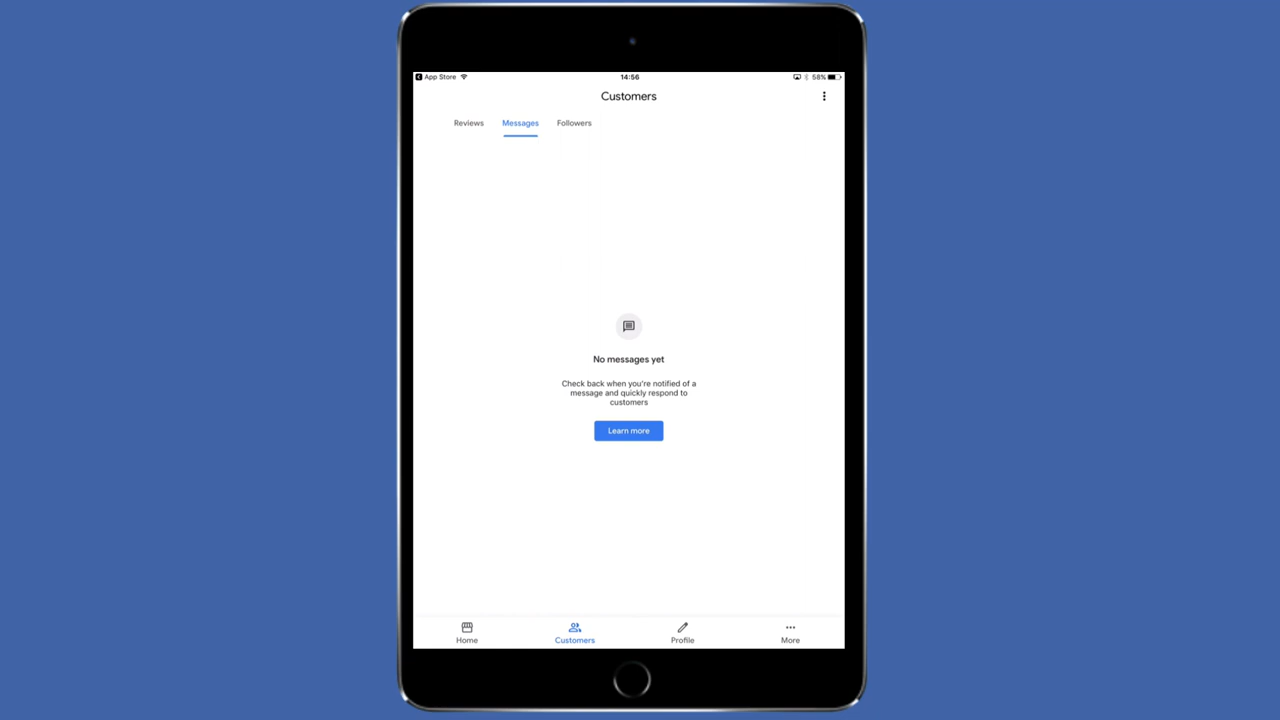 App Store
14:56
58%
Customers
Reviews
Messages
Followers
No messages yet
Check back when you're notified of a
message and quickly respond to
customers
Learn more
Home
Customers
Profile
More